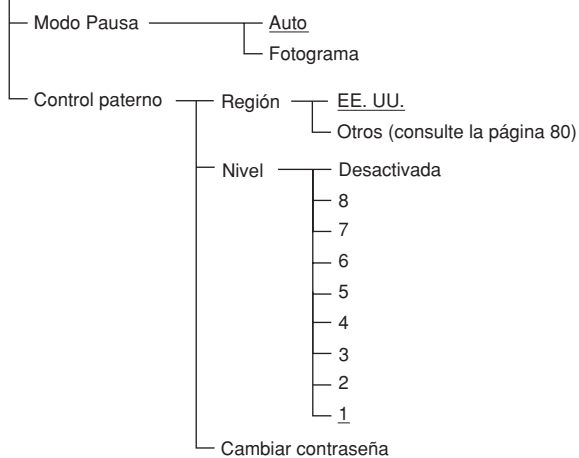 Modo Pausa Auto
Fotograma
Control paterno Región EE. UU.
Otros (consulte la página 80)
Nivel Desactivada
8
7
6
5
4
3
2
1
Cambiar contraseña